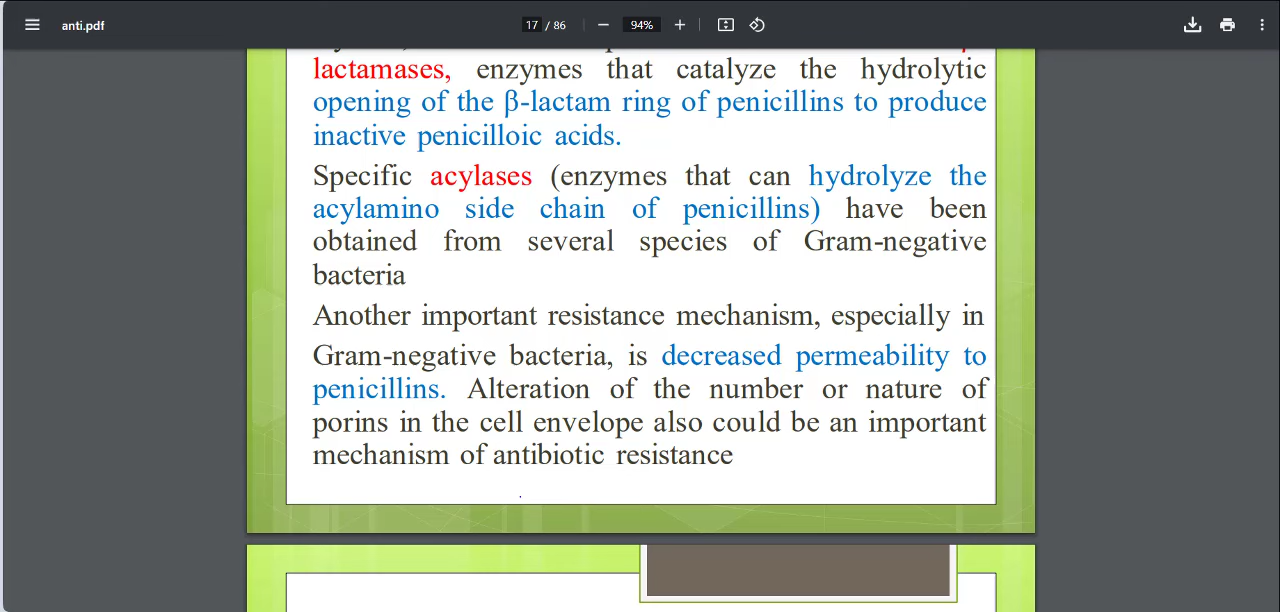 anti.pdf
17 / 86
94%
lactamases, enzymes that catalyze the hydrolytic
opening of the β-lactam ring of penicillins to produce
inactive penicilloic acids.
Specific acylases (enzymes that can hydrolyze the
acylamino side chain of penicillins) have been
obtained from several species of Gram-negative
bacteria
Another important resistance mechanism, especially in
Gram-negative bacteria, is decreased permeability to
penicillins. Alteration of the number or nature of
porins in the cell envelope also could be an important
mechanism of antibiotic resistance